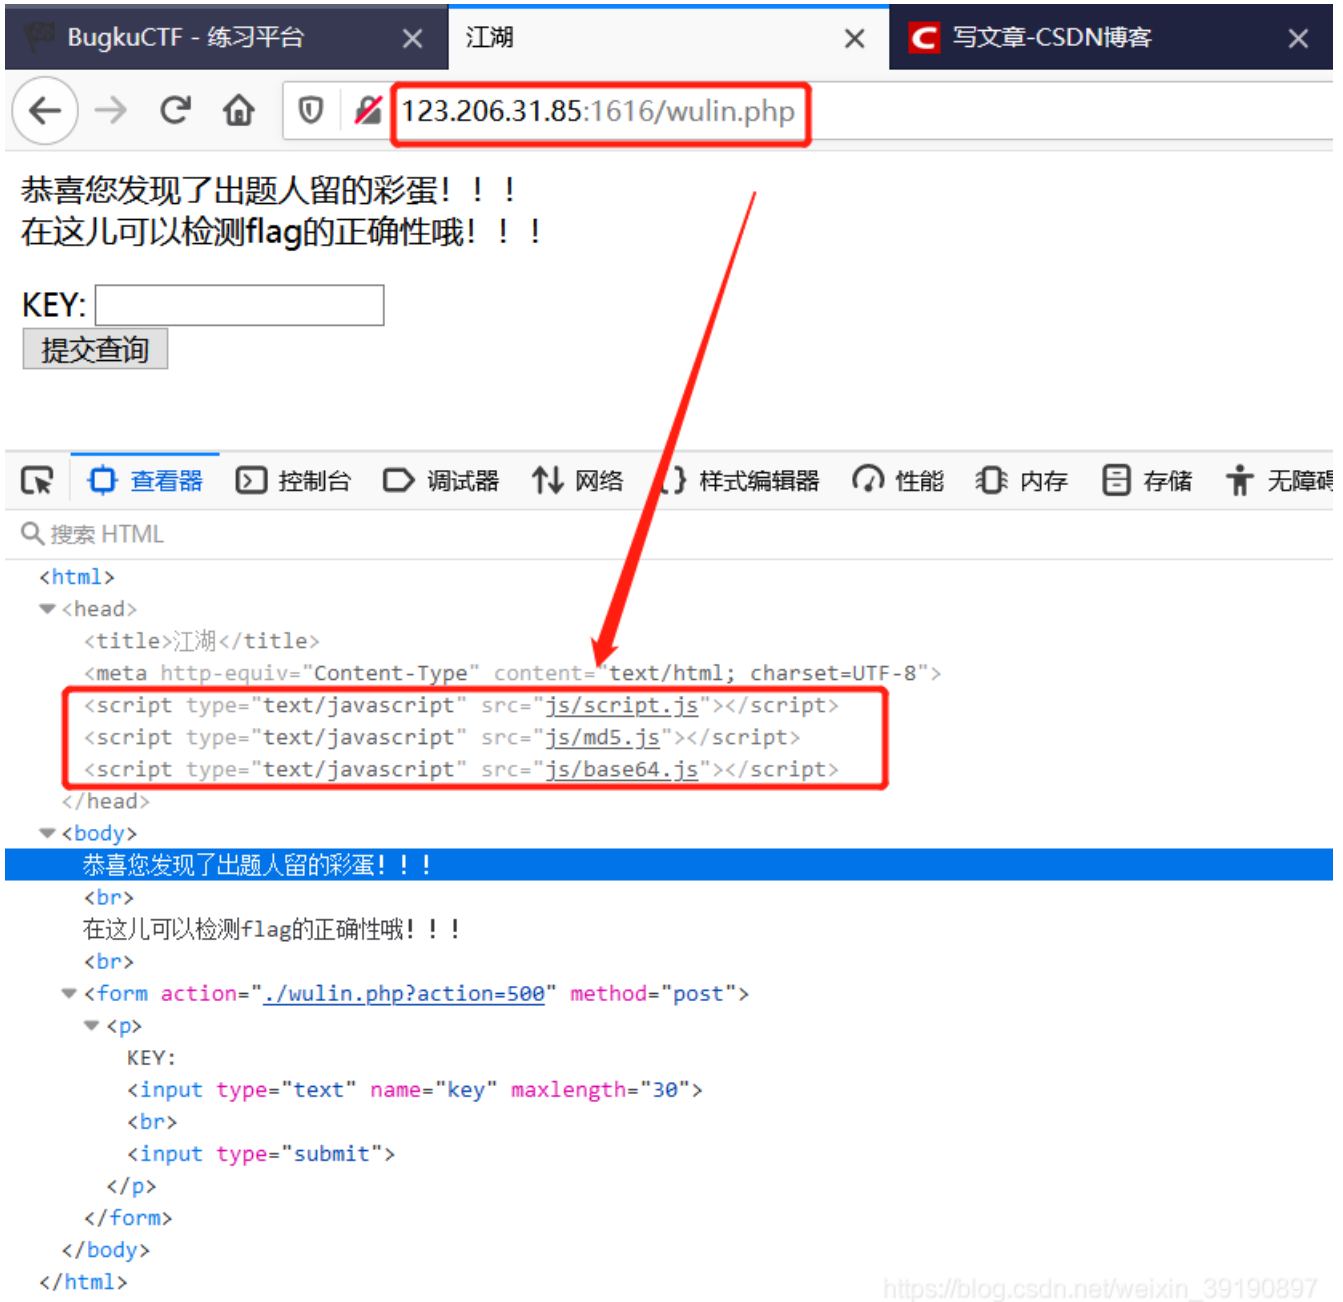 BugkuCTF - 练习平台
江湖
写文章-CSDN博客
123.206.31.85:1616/wulin.php
恭喜您发现了出题人留的彩蛋！！！
在这儿可以检测flag的正确性哦！！！
KEY:
提交查询
查看器 控制台 调试器 网络 {} 样式编辑器 性能 内存 存储 无障碍
搜索 HTML
<html>
<head>
<title>江湖</title>
<meta http-equiv="Content-Type" content="text/html; charset=UTF-8">
<script type="text/javascript" src="js/script.js"></script>
<script type="text/javascript" src="js/md5.js"></script>
<script type="text/javascript" src="js/base64.js"></script>
</head>
<body>
恭喜您发现了出题人留的彩蛋！！！
<br>
在这儿可以检测flag的正确性哦！！！
<br>
<form action="./wulin.php?action=500" method="post">
<p>
KEY:
<input type="text" name="key" maxlength="30">
<br>
<input type="submit">
</p>
</form>
</body>
</html>
https://blog.csdn.net/weixin_39190897